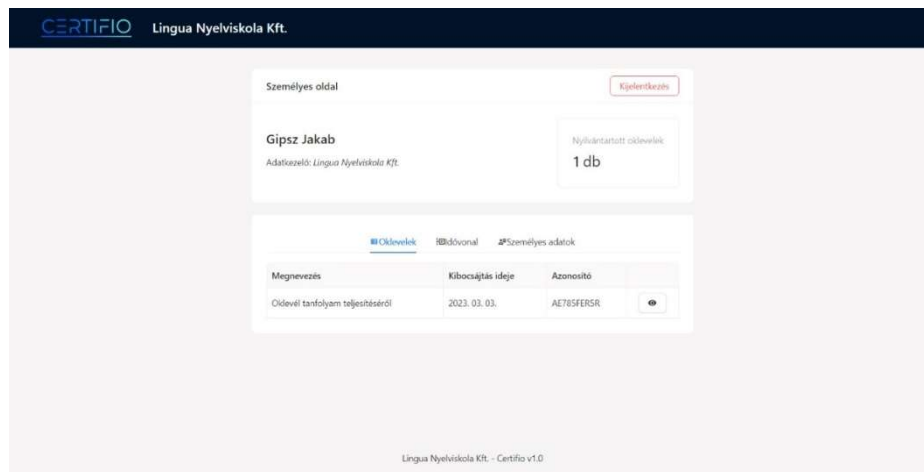 CERTIFIO Lingua Nyelviskola Kft.
Személyes oldal Kijelentkezés
Gipsz Jakab
Adatkezelő: Lingua Nyelviskola Kft.
Nyilvántartott oklevelek
1 db
Oklevelek Idővonal Személyes adatok
Megnevezés Kibocsájtás ideje Azonosító
Oklevél tanfolyam teljesítéséről 2023. 03. 03. AE785FERSR
Lingua Nyelviskola Kft. - Certifio v1.0